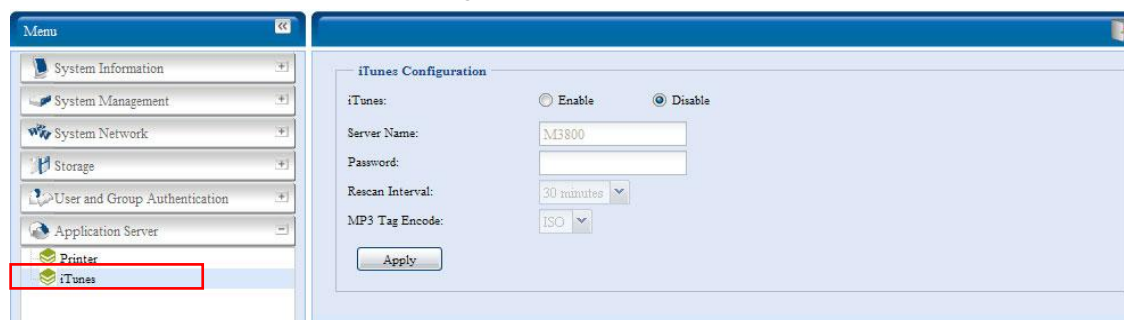 Menu
System Information
System Management
System Network
Storage
User and Group Authentication
Application Server
Printer
iTunes
iTunes Configuration
iTunes: Enable Disable
Server Name: M3800
Password:
Rescan Interval: 30 minutes
MP3 Tag Encode: ISO
Apply